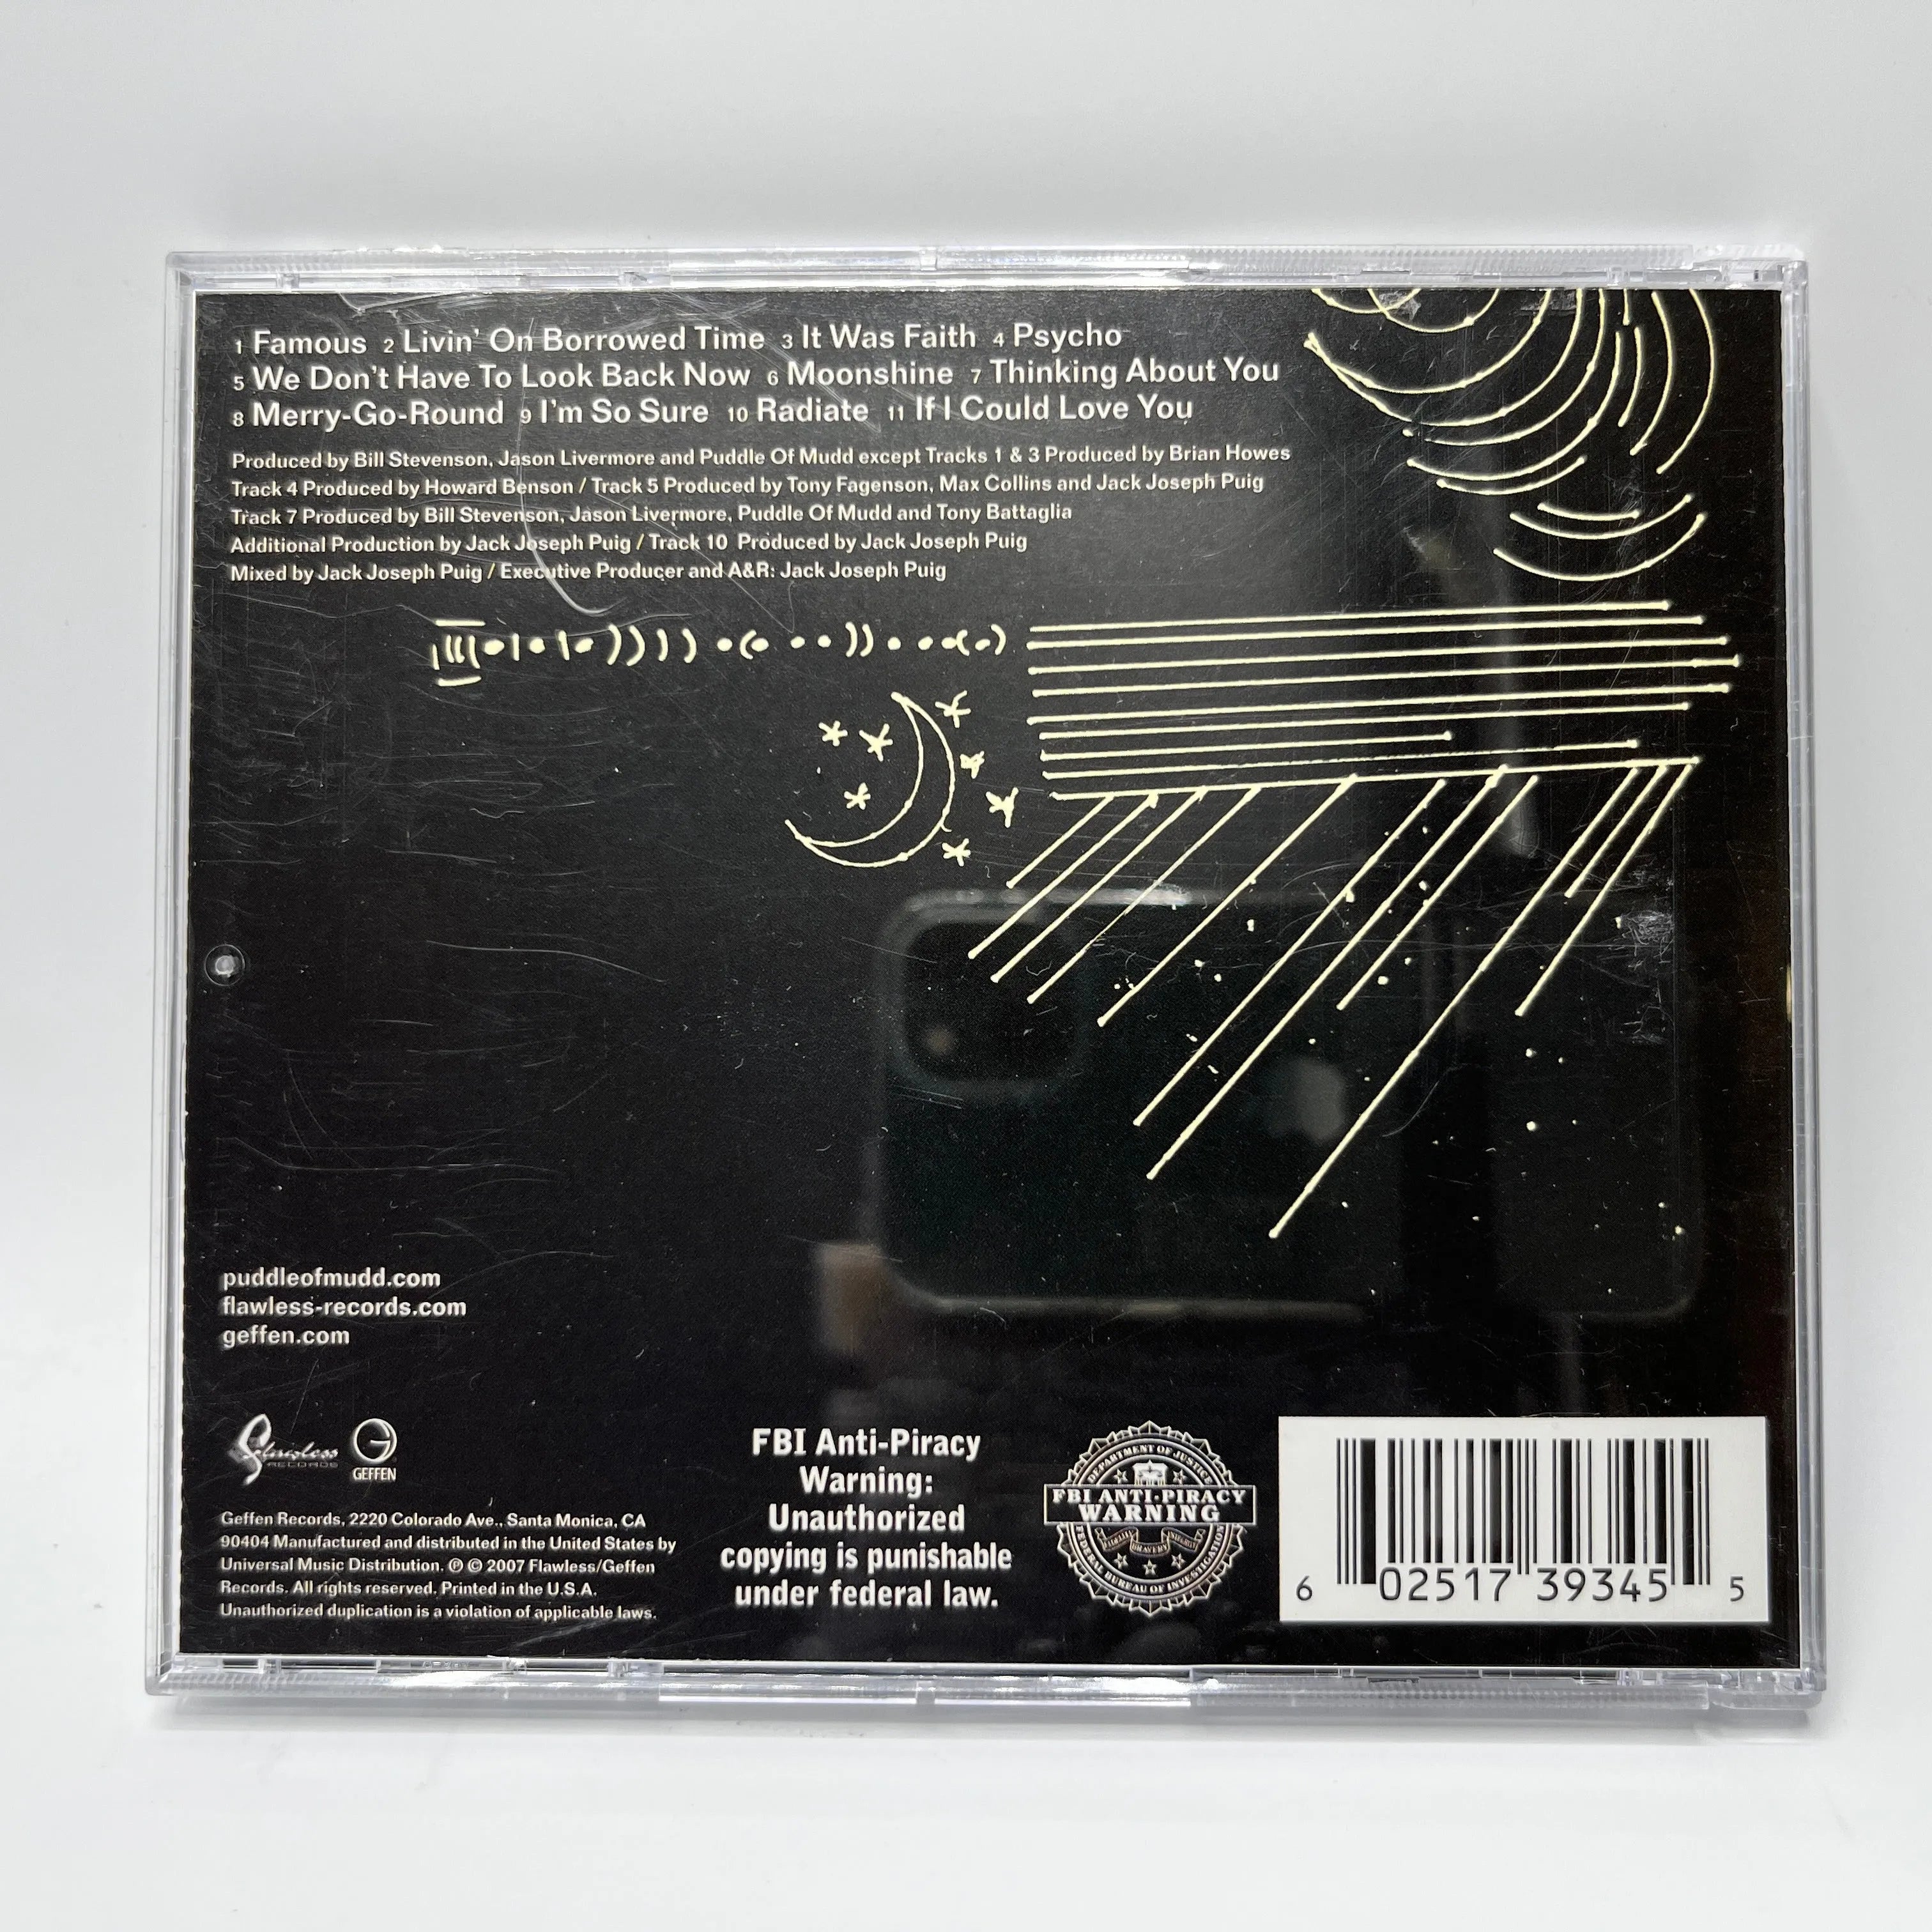 1 Famous 2 Livin' On Borrowed Time 3 It Was Faith 4 Psycho
5 We Don't Have To Look Back Now 6 Moonshine 7 Thinking About You
8 Merry-Go-Round 9 I'm So Sure 10 Radiate 11 If I Could Love You
Produced by Bill Stevenson, Jason Livermore and Puddle Of Mudd except Tracks 1 & 3 Produced by Brian Howes
Track 4 Produced by Howard Benson / Track 5 Produced by Tony Fagenson, Max Collins and Jack Joseph Puig
Track 7 Produced by Bill Stevenson, Jason Livermore, Puddle Of Mudd and Tony Battaglia
Additional Production by Jack Joseph Puig / Track 10 Produced by Jack Joseph Puig
Mixed by Jack Joseph Puig / Executive Producer and A&R: Jack Joseph Puig
puddleofmudd.com
flawless-records.com
geffen.com
Flawless
RECORDS
GEFFEN
Geffen Records, 2220 Colorado Ave., Santa Monica, CA
90404 Manufactured and distributed in the United States by
Universal Music Distribution. ℗ © 2007 Flawless/Geffen
Records. All rights reserved. Printed in the U.S.A.
Unauthorized duplication is a violation of applicable laws.
FBI Anti-Piracy
Warning:
Unauthorized
copying is punishable
under federal law.
DEPARTMENT OF JUSTICE
FBI ANTI-PIRACY
WARNING
FIDELITY BRAVERY INTEGRITY
FEDERAL BUREAU OF INVESTIGATION
6 02517 39345 5